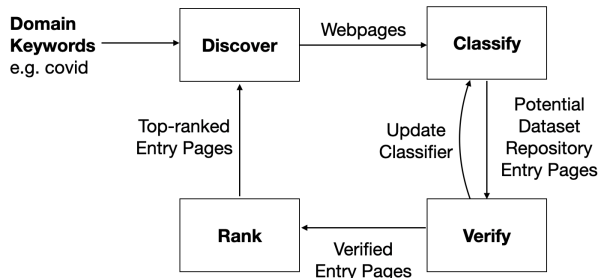 Domain
Keywords
e.g. covid
Discover
Webpages
Classify
Top-ranked
Entry Pages
Update
Classifier
Potential
Dataset
Repository
Entry Pages
Rank
Verified
Entry Pages
Verify